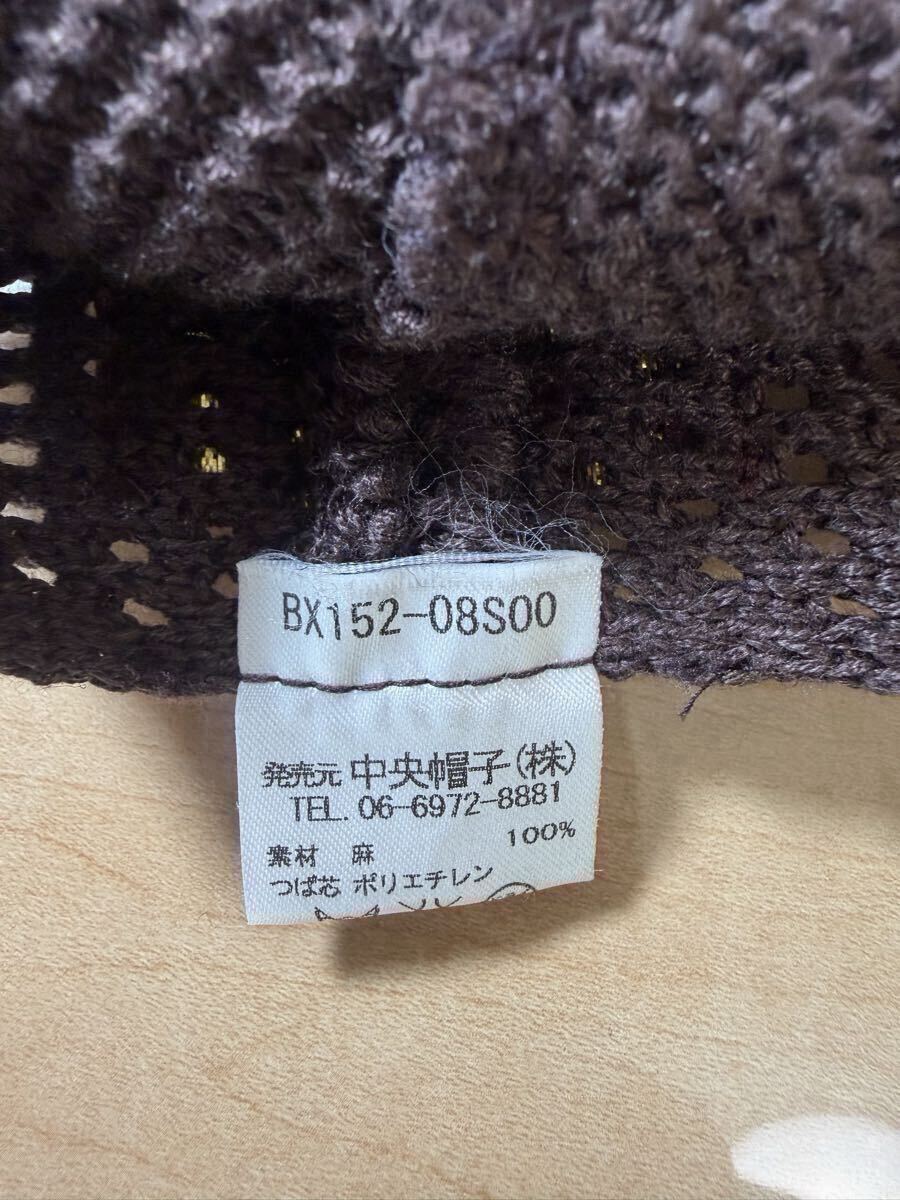 BX152-08S00
発売元 中央帽子(株)
TEL. 06-6972-8881
素材 麻 100%
つば芯 ポリエチレン